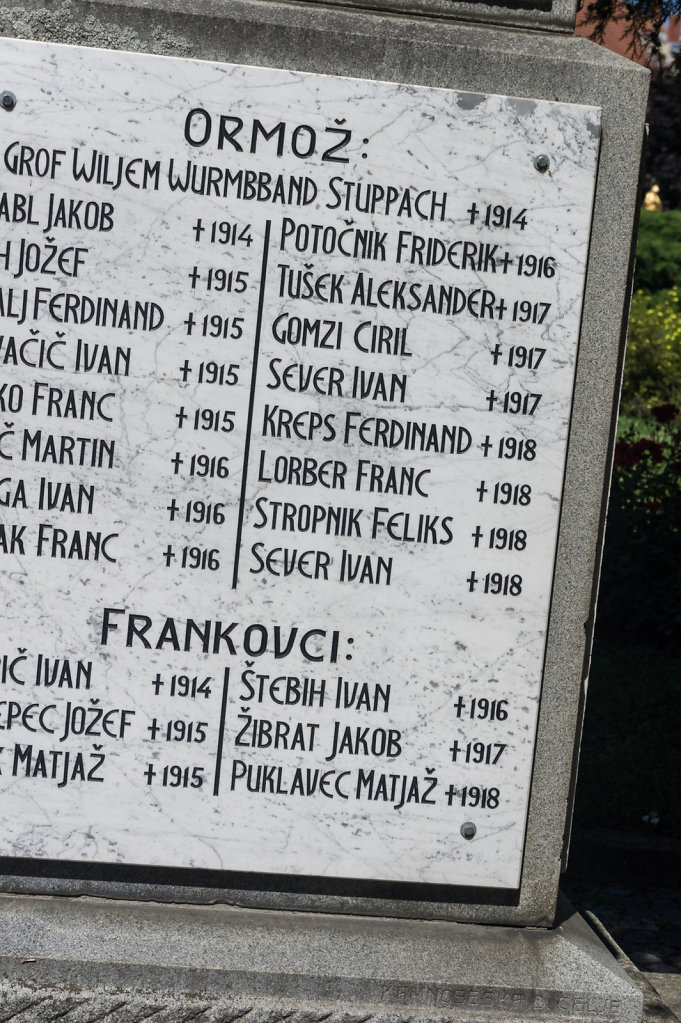 ORMOŽ:
GROF WILJEM WURMBBAND STUPPACH †1914
ABL JAKOB †1914
H JOŽEF †1915
ALJ FERDINAND †1915
VAČIČ IVAN †1915
KO FRANC †1915
Č MARTIN †1916
GA IVAN †1916
AK FRANC †1916
POTOČNIK FRIDERIK †1916
TUŠEK ALEKSANDER †1917
GOMZI CIRIL †1917
SEVER IVAN †1917
KREPS FERDINAND †1918
LORBER FRANC †1918
STROPNIK FELIKS †1918
SEVER IVAN †1918
FRANKOVCI:
IČ IVAN †1914
EPEC JOŽEF †1915
K MATJAŽ †1915
ŠTEBIH IVAN †1916
ŽIBRAT JAKOB †1917
PUKLAVEC MATJAŽ †1918